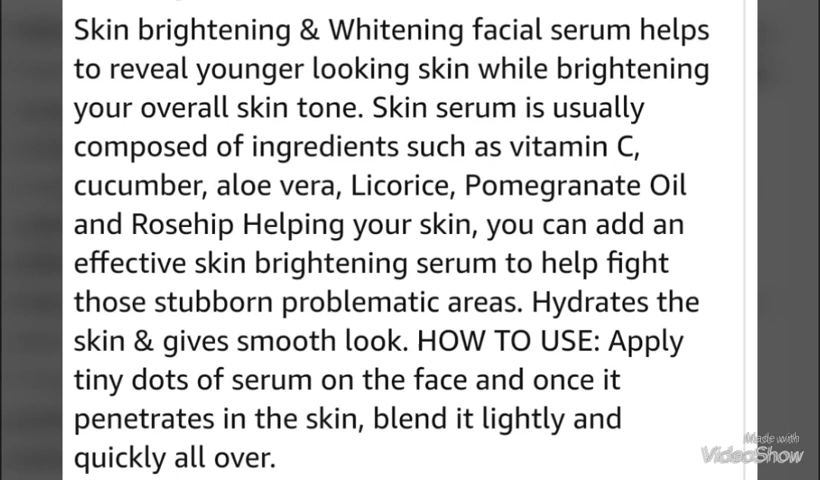 Skin brightening & Whitening facial serum helps
to reveal younger looking skin while brightening
your overall skin tone. Skin serum is usually
composed of ingredients such as vitamin C,
cucumber, aloe vera, Licorice, Pomegranate Oil
and Rosehip Helping your skin, you can add an
effective skin brightening serum to help fight
those stubborn problematic areas. Hydrates the
skin & gives smooth look. HOW TO USE: Apply
tiny dots of serum on the face and once it
penetrates in the skin, blend it lightly and
quickly all over.
Made with
VideoShow